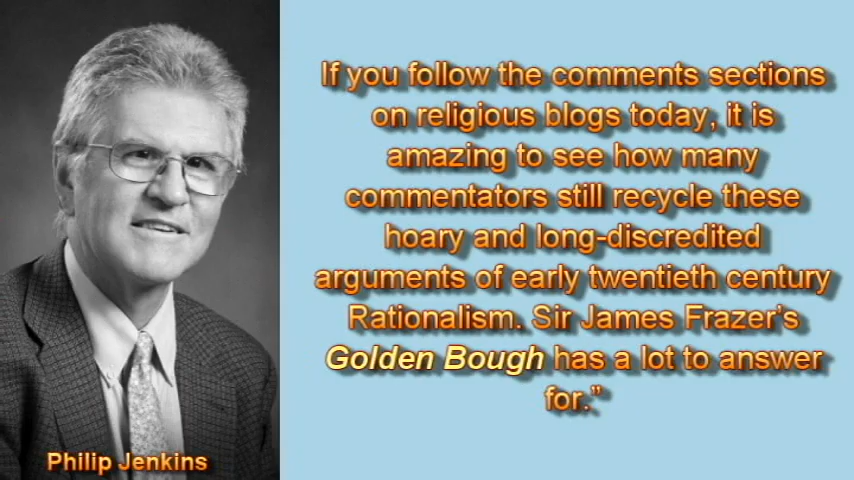 If you follow the comments sections
on religious blogs today, it is
amazing to see how many
commentators still recycle these
hoary and long-discredited
arguments of early twentieth century
Rationalism. Sir James Frazer's
Golden Bough has a lot to answer
for.”
Philip Jenkins